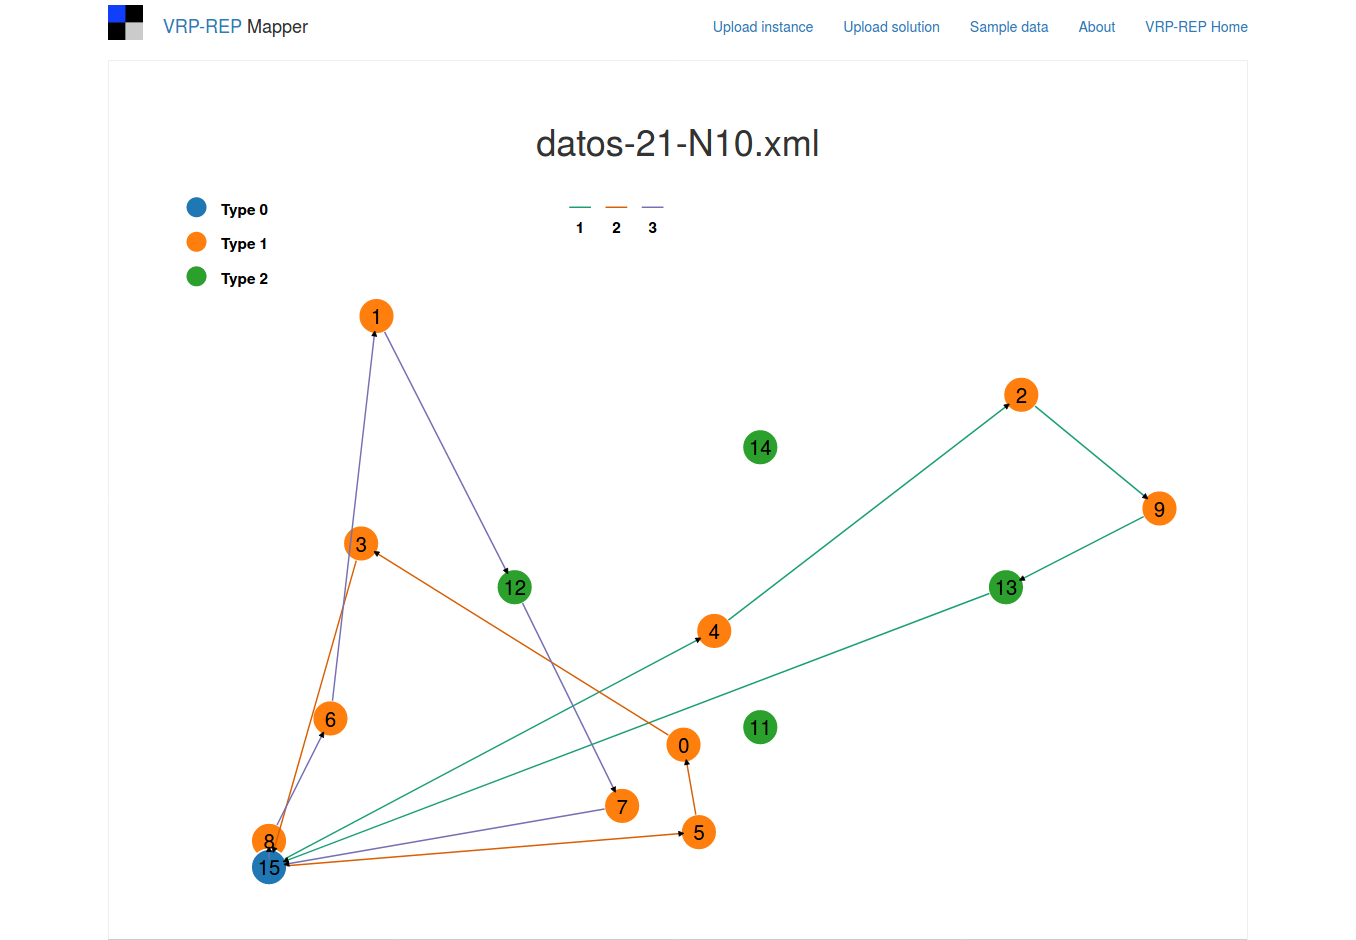 VRP-REP Mapper Upload instance Upload solution Sample data About VRP-REP Home
datos-21-N10.xml
Type 0
Type 1
Type 2
1 2 3
1
2
14
9
3
12
13
4
6
11
0
7
5
8
15